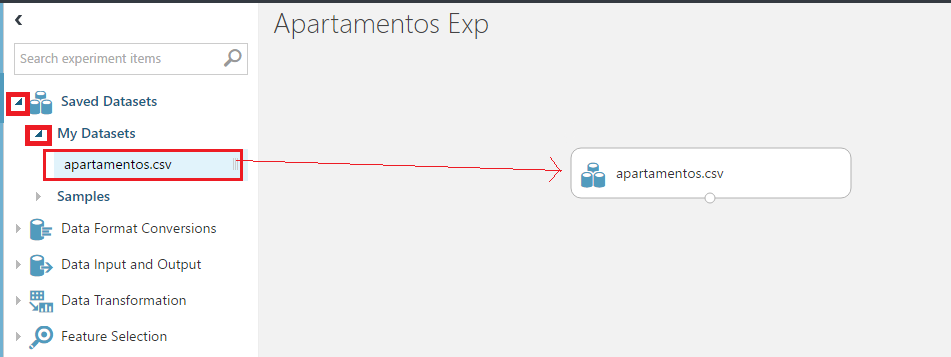 Apartamentos Exp
Search experiment items
Saved Datasets
My Datasets
apartamentos.csv
apartamentos.csv
Samples
Data Format Conversions
Data Input and Output
Data Transformation
Feature Selection